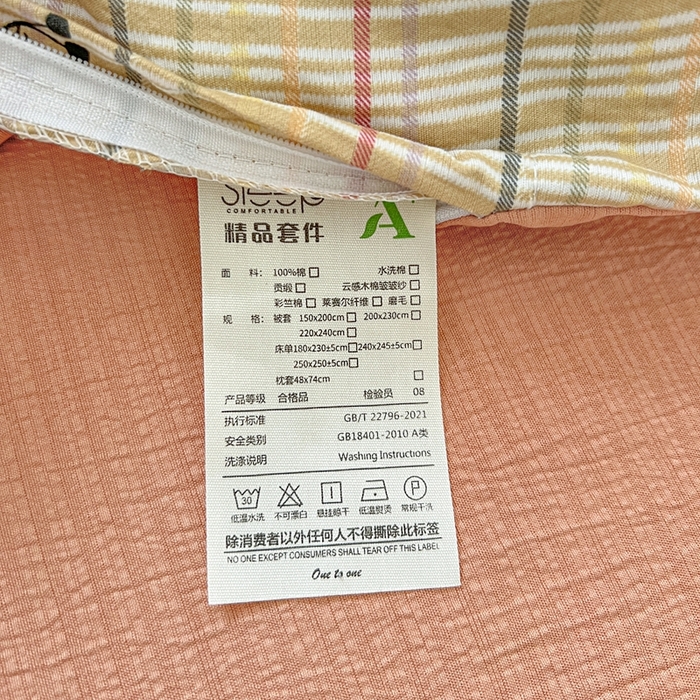 Sleep
COMFORTABLE
A
精品套件
面 料：100%棉 □ 水洗棉 □
贡缎 □ 云感木棉皱皱纱 □
彩竺棉 □ 莱赛尔纤维 □ 磨毛 □
规 格：被套 150x200cm □ 200x230cm □
220x240cm □
床单180x230±5cm□240x245±5cm□
250x250±5cm□
枕套48x74cm □
产品等级 合格品 检验员 08
执行标准 GB/T 22796-2021
安全类别 GB18401-2010 A类
洗涤说明 Washing Instructions
30 P
低温水洗 不可漂白 悬挂晾干 低温熨烫 常规干洗
除消费者以外任何人不得撕除此标签
NO ONE EXCEPT CONSUMERS SHALL TEAR OFF THIS LABEL
One to one